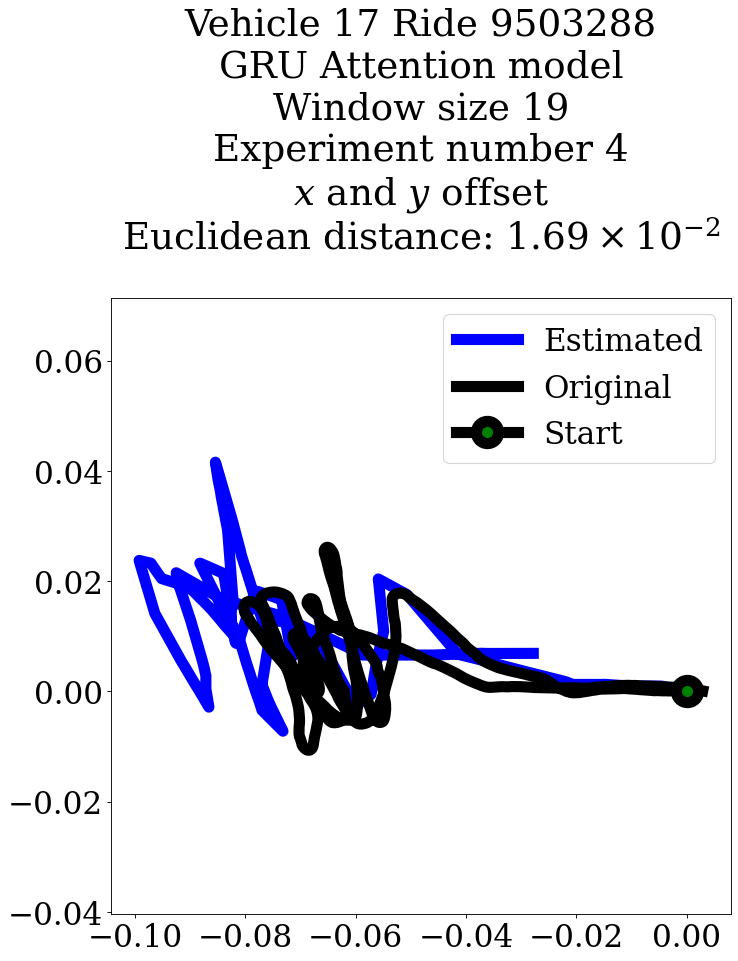 Vehicle 17 Ride 9503288
GRU Attention model
Window size 19
Experiment number 4
x and y offset
Euclidean distance: 1.69 × 10⁻²
Estimated
Original
Start
0.06
0.04
0.02
0.00
−0.02
−0.04
−0.10 −0.08 −0.06 −0.04 −0.02 0.00